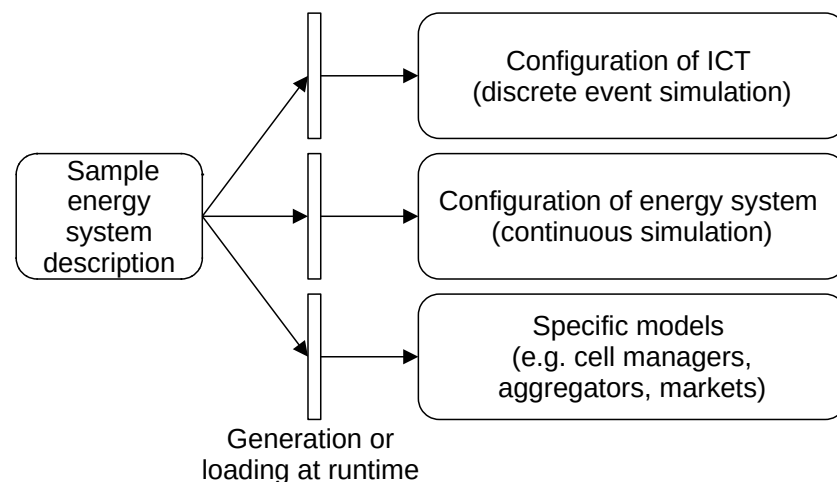 Sample
energy
system
description
Configuration of ICT
(discrete event simulation)
Configuration of energy system
(continuous simulation)
Specific models
(e.g. cell managers,
aggregators, markets)
Generation or
loading at runtime